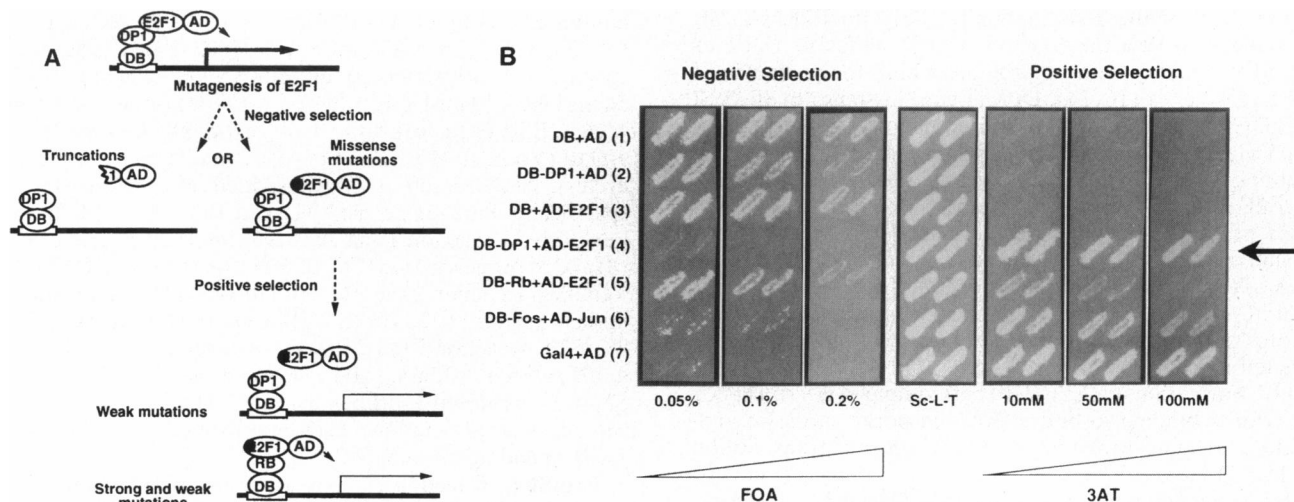 A
E2F1 AD
DP1
DB
Mutagenesis of E2F1
Negative selection
OR
Truncations
Missense
mutations
1 AD
2F1 AD
DP1
DB
DP1
DB
Positive selection
2F1 AD
DP1
DB
Weak mutations
2F1 AD
RB
DB
Strong and weak
mutations
B
Negative Selection
Positive Selection
DB+AD (1)
DB-DP1+AD (2)
DB+AD-E2F1 (3)
DB-DP1+AD-E2F1 (4)
DB-Rb+AD-E2F1 (5)
DB-Fos+AD-Jun (6)
Gal4+AD (7)
0.05% 0.1% 0.2% Sc-L-T 10mM 50mM 100mM
FOA
3AT